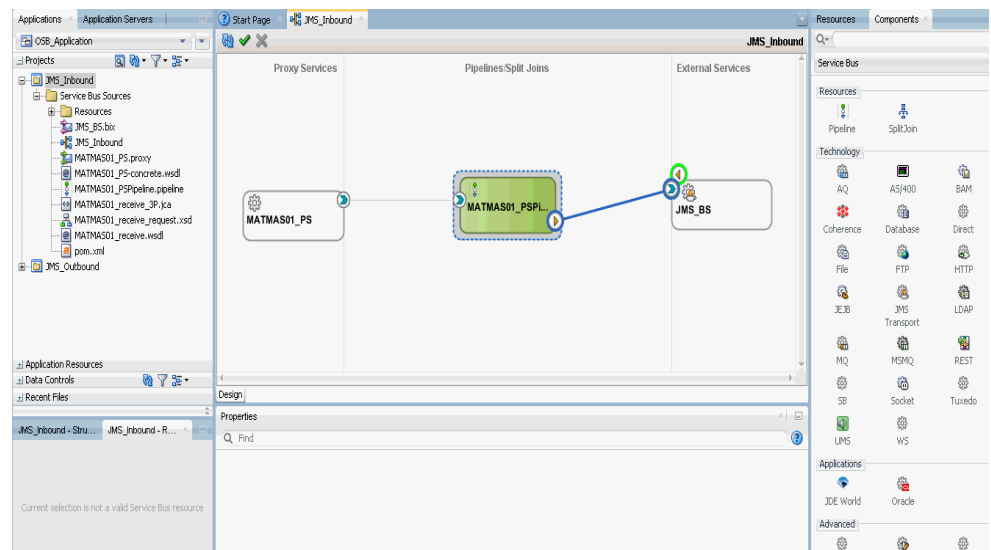 Applications
Application Servers
Start Page
JMS_Inbound
Resources
Components
OSB_Application
JMS_Inbound
Projects
Service Bus
JMS_Inbound
Service Bus Sources
Resources
JMS_BS.bix
JMS_Inbound
MATMAS01_PS.proxy
MATMAS01_PS-concrete.wsdl
MATMAS01_PSPipeline.pipeline
MATMAS01_receive_3P.jca
MATMAS01_receive_request.xsd
MATMAS01_receive.wsdl
pom.xml
JMS_Outbound
Application Resources
Data Controls
Recent Files
JMS_Inbound - Stru...
JMS_Inbound - R...
Current selection is not a valid Service Bus resource
Proxy Services
Pipelines/Split Joins
External Services
MATMAS01_PS
MATMAS01_PSPi...
JMS_BS
Design
Properties
Find
Resources
Pipeline
SplitJoin
Technology
AQ
AS/400
BAM
Coherence
Database
Direct
File
FTP
HTTP
JEJB
JMS Transport
LDAP
MQ
MSMQ
REST
SB
Socket
Tuxedo
UMS
WS
Applications
JDE World
Oracle
Advanced